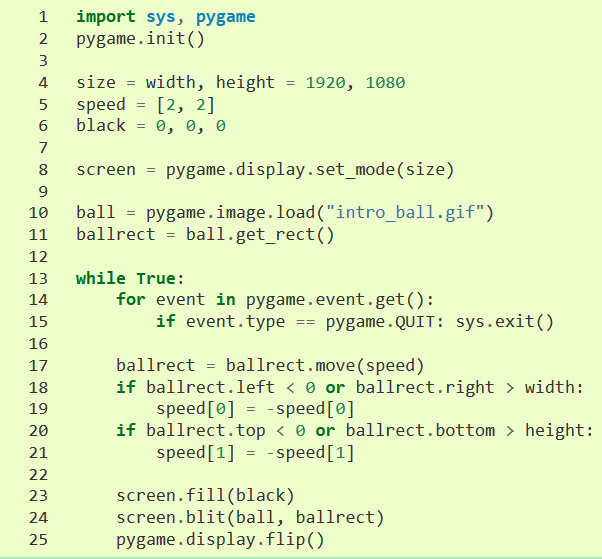 1 import sys, pygame
2 pygame.init()
3
4 size = width, height = 1920, 1080
5 speed = [2, 2]
6 black = 0, 0, 0
7
8 screen = pygame.display.set_mode(size)
9
10 ball = pygame.image.load("intro_ball.gif")
11 ballrect = ball.get_rect()
12
13 while True:
14     for event in pygame.event.get():
15         if event.type == pygame.QUIT: sys.exit()
16
17     ballrect = ballrect.move(speed)
18     if ballrect.left < 0 or ballrect.right > width:
19         speed[0] = -speed[0]
20     if ballrect.top < 0 or ballrect.bottom > height:
21         speed[1] = -speed[1]
22
23     screen.fill(black)
24     screen.blit(ball, ballrect)
25     pygame.display.flip()